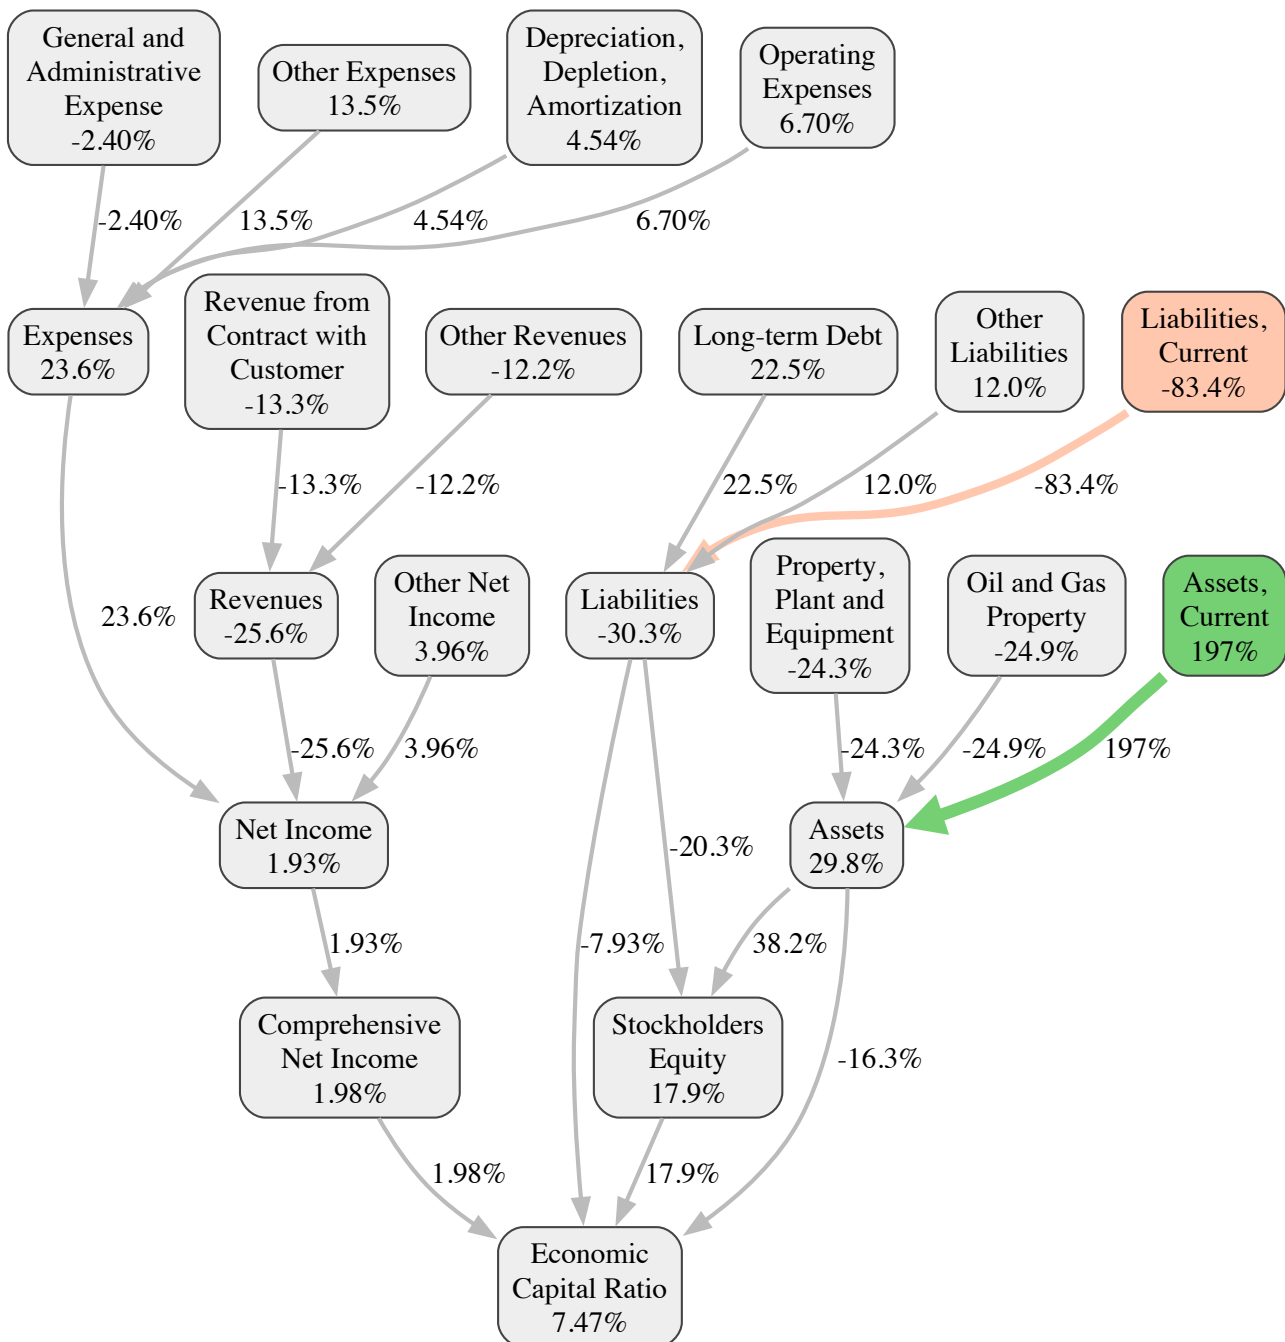 General and
Administrative
Expense
-2.40%
Other Expenses
13.5%
Depreciation,
Depletion,
Amortization
4.54%
Operating
Expenses
6.70%
-2.40%
13.5%
4.54%
6.70%
Expenses
23.6%
Revenue from
Contract with
Customer
-13.3%
Other Revenues
-12.2%
Long-term Debt
22.5%
Other
Liabilities
12.0%
Liabilities,
Current
-83.4%
-13.3%
-12.2%
22.5%
12.0%
-83.4%
23.6%
Revenues
-25.6%
Other Net
Income
3.96%
Liabilities
-30.3%
Property,
Plant and
Equipment
-24.3%
Oil and Gas
Property
-24.9%
Assets,
Current
197%
-25.6%
3.96%
-24.3%
-24.9%
197%
Net Income
1.93%
-20.3%
Assets
29.8%
1.93%
-7.93%
38.2%
Comprehensive
Net Income
1.98%
Stockholders
Equity
17.9%
-16.3%
1.98%
17.9%
Economic
Capital Ratio
7.47%